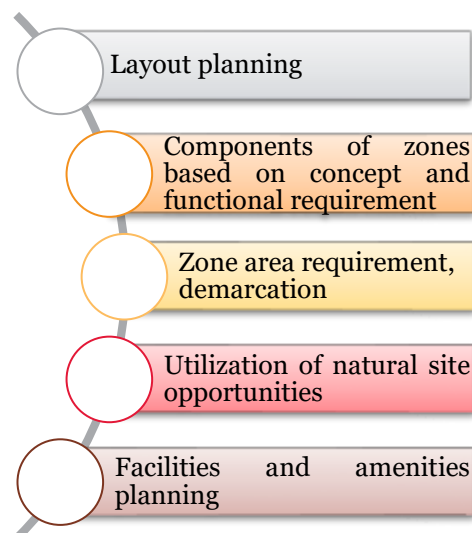 Layout planning
Components of zones
based on concept and
functional requirement
Zone area requirement,
demarcation
Utilization of natural site
opportunities
Facilities and amenities
planning